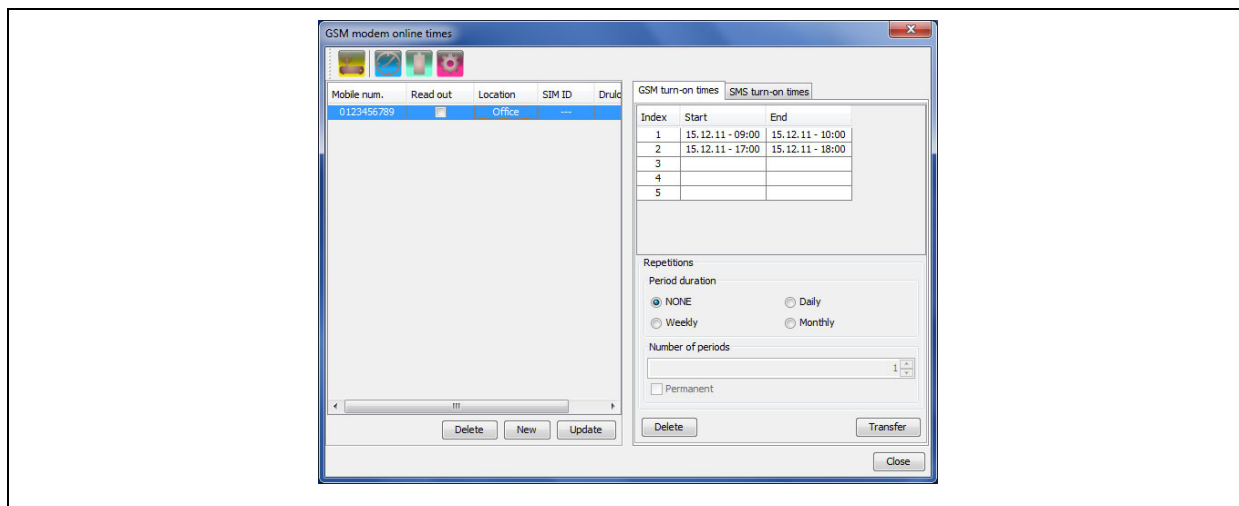 GSM modem online times
Mobile num. Read out Location SIM ID Drulo
0123456789 Office ---
Delete New Update
GSM turn-on times SMS turn-on times
Index Start End
1 15.12.11 - 09:00 15.12.11 - 10:00
2 15.12.11 - 17:00 15.12.11 - 18:00
3
4
5
Repetitions
Period duration
NONE Daily
Weekly Monthly
Number of periods
1
Permanent
Delete Transfer
Close